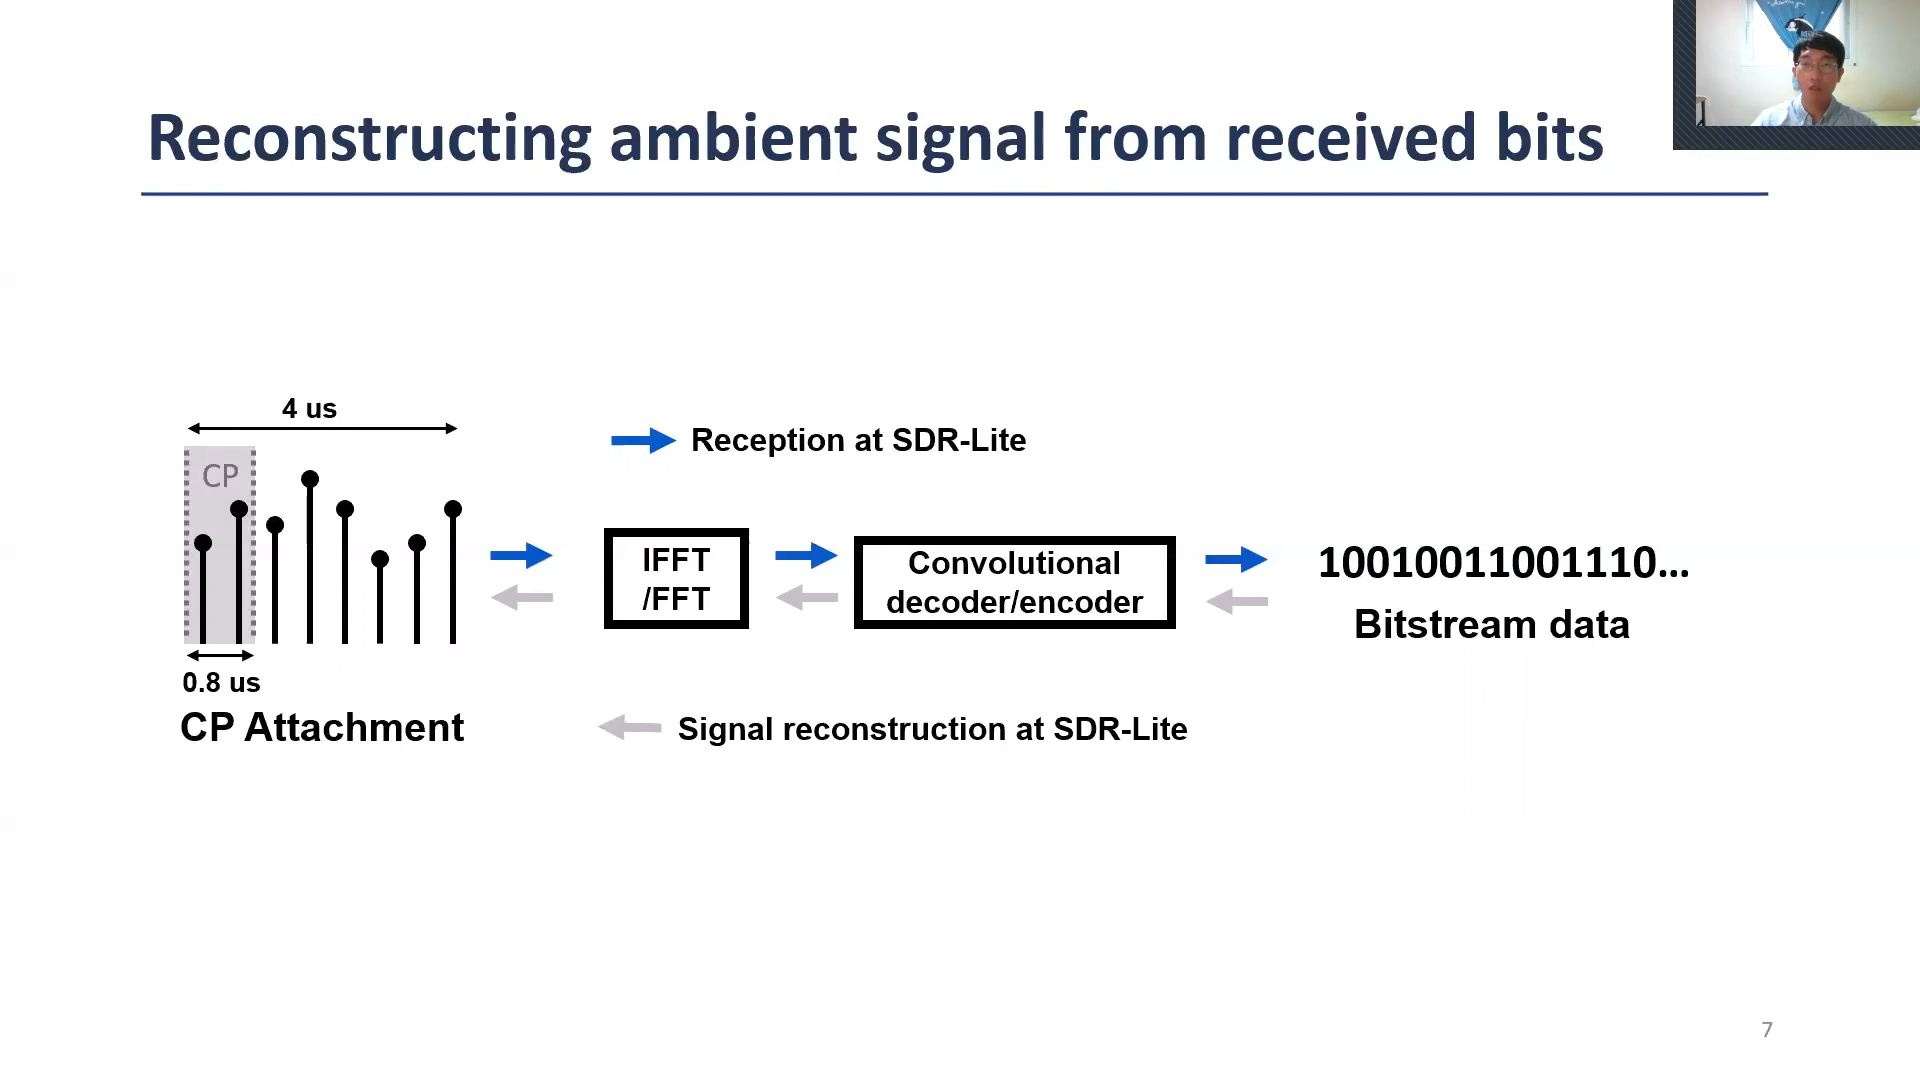 Reconstructing ambient signal from received bits
4 us
CP
0.8 us
CP Attachment
Reception at SDR-Lite
IFFT
/FFT
Convolutional
decoder/encoder
10010011001110...
Bitstream data
Signal reconstruction at SDR-Lite
7